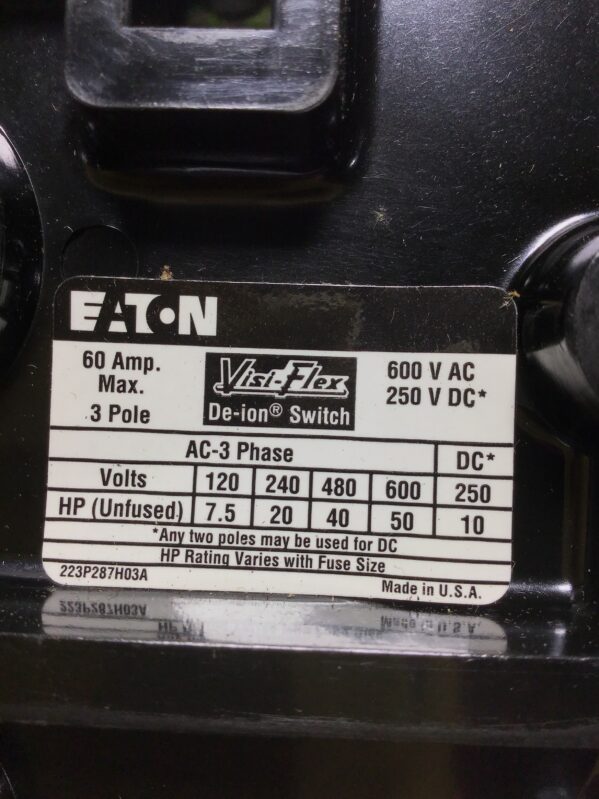 EATON
60 Amp.
Max.
3 Pole
Visi-Flex
De-ion® Switch
600 V AC
250 V DC*
AC-3 Phase DC*
Volts 120 240 480 600 250
HP (Unfused) 7.5 20 40 50 10
*Any two poles may be used for DC
HP Rating Varies with Fuse Size
223P287H03A
Made in U.S.A.